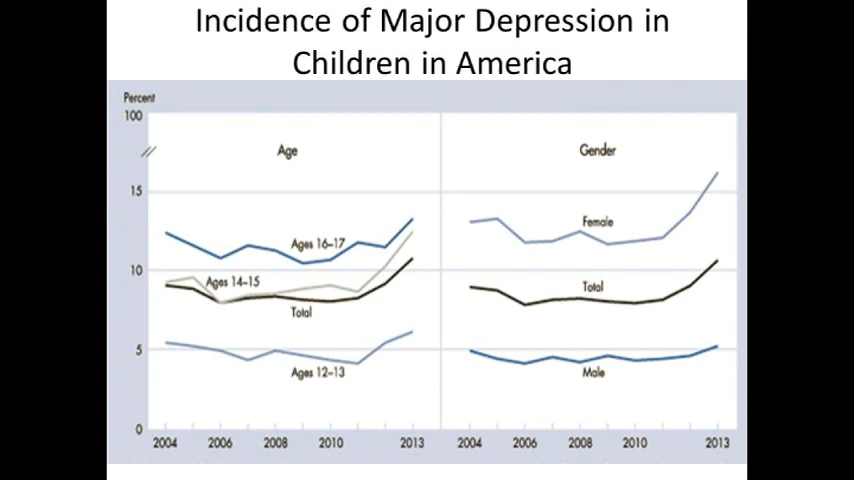 Incidence of Major Depression in
Children in America
Percent
100
15
10
5
0
Age
Ages 16–17
Ages 14–15
Total
Ages 12–13
2004 2006 2008 2010 2013
Gender
Female
Total
Male
2004 2006 2008 2010 2013